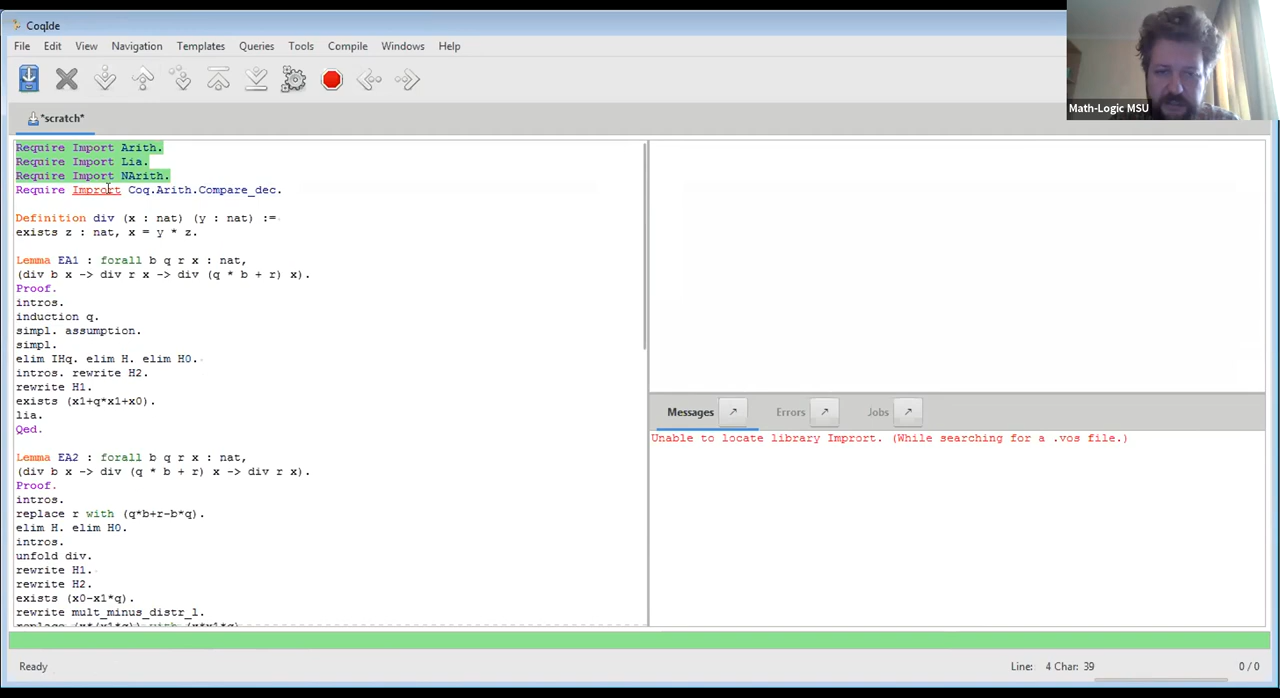 CoqIde
File Edit View Navigation Templates Queries Tools Compile Windows Help
Math-Logic MSU
*scratch*
Require Import Arith.
Require Import Lia.
Require Import NArith.
Require Imprort Coq.Arith.Compare_dec.
Definition div (x : nat) (y : nat) :=
exists z : nat, x = y * z.
Lemma EA1 : forall b q r x : nat,
(div b x -> div r x -> div (q * b + r) x).
Proof.
intros.
induction q.
simpl. assumption.
simpl.
elim IHq. elim H. elim H0.
intros. rewrite H2.
rewrite H1.
exists (x1+q*x1+x0).
lia.
Qed.
Lemma EA2 : forall b q r x : nat,
(div b x -> div (q * b + r) x -> div r x).
Proof.
intros.
replace r with (q*b+r-b*q).
elim H. elim H0.
intros.
unfold div.
rewrite H1.
rewrite H2.
exists (x0-x1*q).
rewrite mult_minus_distr_l.
Messages Errors Jobs
Unable to locate library Imprort. (While searching for a .vos file.)
Ready
Line: 4 Char: 39
0 / 0